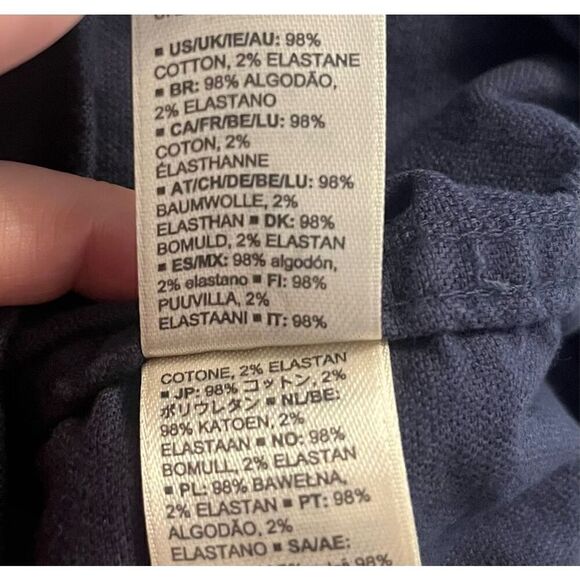 ■ US/UK/IE/AU: 98%
COTTON, 2% ELASTANE
■ BR: 98% ALGODÃO,
2% ELASTANO
■ CA/FR/BE/LU: 98%
COTON, 2%
ÉLASTHANNE
■ AT/CH/DE/BE/LU: 98%
BAUMWOLLE, 2%
ELASTHAN ■ DK: 98%
BOMULD, 2% ELASTAN
■ ES/MX: 98% algodón,
2% elastano ■ FI: 98%
PUUVILLA, 2%
ELASTAANI ■ IT: 98%
COTONE, 2% ELASTAN
■ JP: 98% コットン, 2%
ポリウレタン ■ NL/BE:
98% KATOEN, 2%
ELASTAAN ■ NO: 98%
BOMULL, 2% ELASTAN
■ PL: 98% BAWEŁNA,
2% ELASTAN ■ PT: 98%
ALGODÃO, 2%
ELASTANO ■ SA/AE:
98%